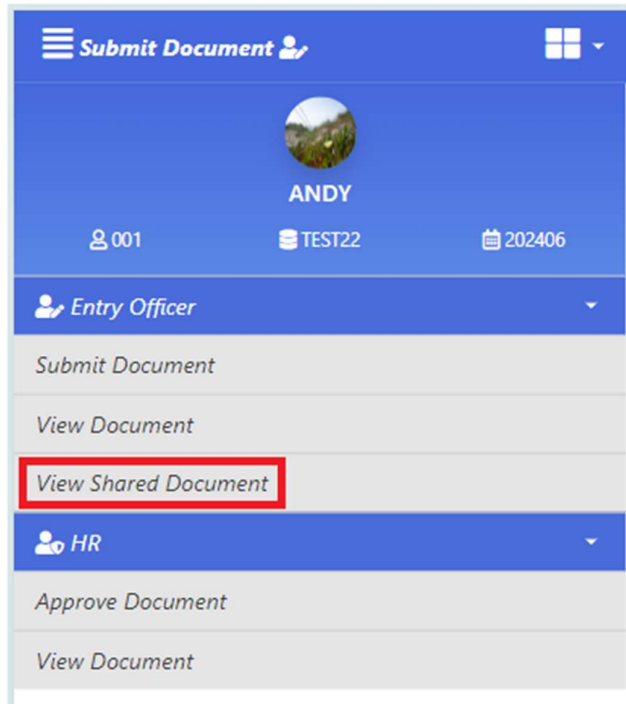 Submit Document
ANDY
001 TEST22 202406
Entry Officer
Submit Document
View Document
View Shared Document
HR
Approve Document
View Document